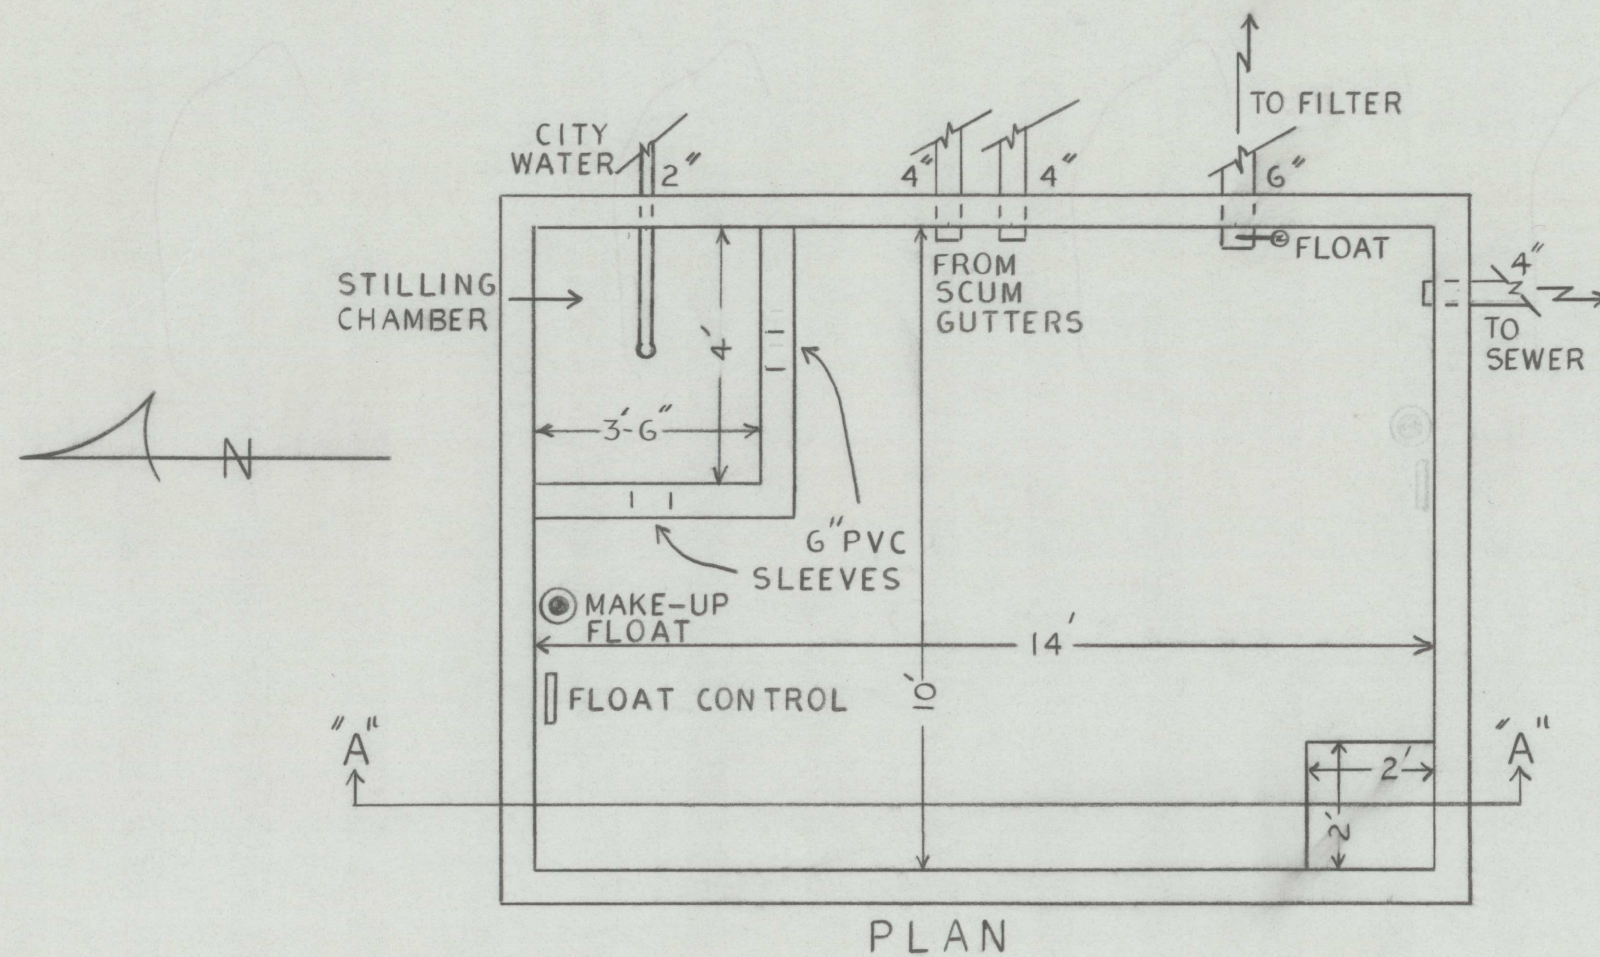 TO FILTER
CITY
WATER
2"
4"
4"
6"
FLOAT
STILLING
CHAMBER
FROM
SCUM
GUTTERS
4"
TO
SEWER
4'
3'-6"
N
6" PVC
SLEEVES
MAKE-UP
FLOAT
14'
10'
FLOAT CONTROL
"A"
"A"
2'
2'
PLAN